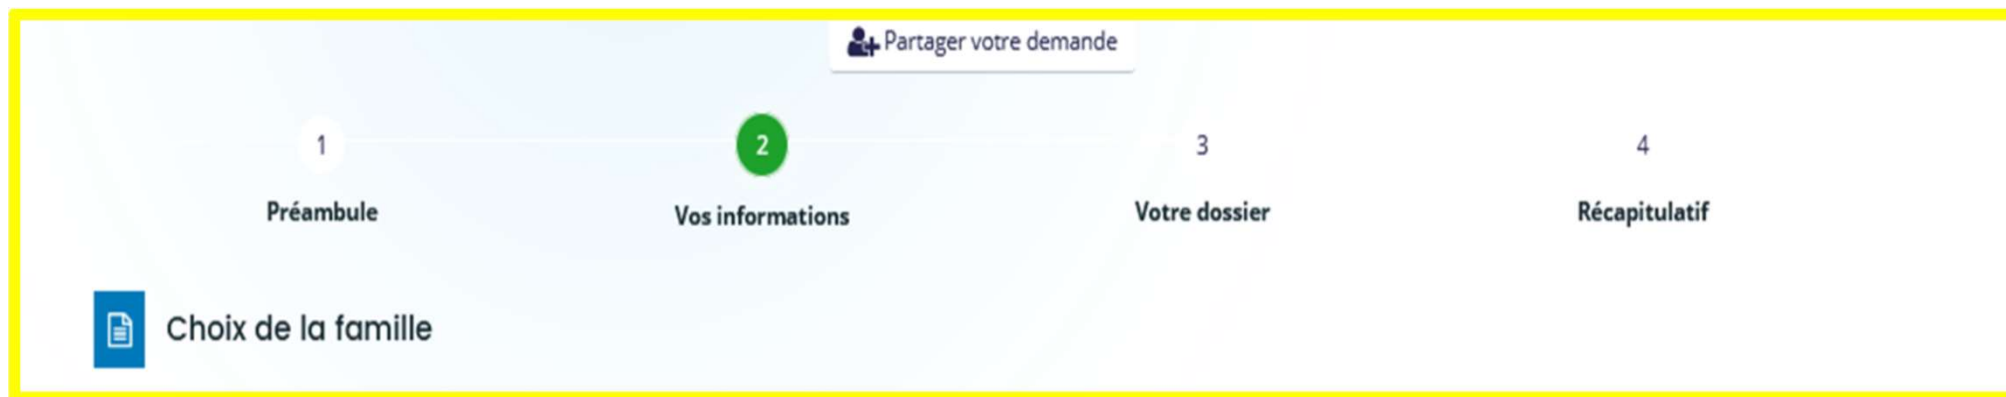 Partager votre demande
1 2 3 4
Préambule Vos informations Votre dossier Récapitulatif
Choix de la famille